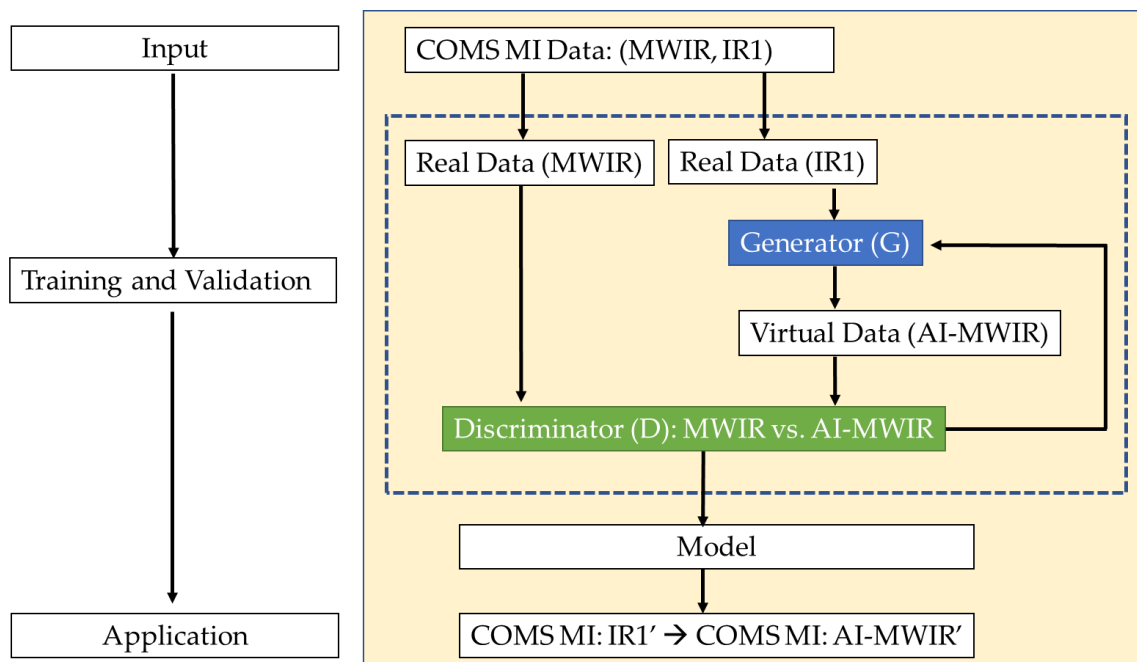 Input
COMS MI Data: (MWIR, IR1)
Real Data (MWIR)
Real Data (IR1)
Generator (G)
Training and Validation
Virtual Data (AI-MWIR)
Discriminator (D): MWIR vs. AI-MWIR
Model
Application
COMS MI: IR1’ → COMS MI: AI-MWIR’